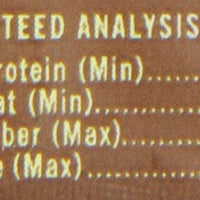 TEED ANALYSIS
rotein (Min)......
at (Min)...........
ber (Max).......
e (Max)..........